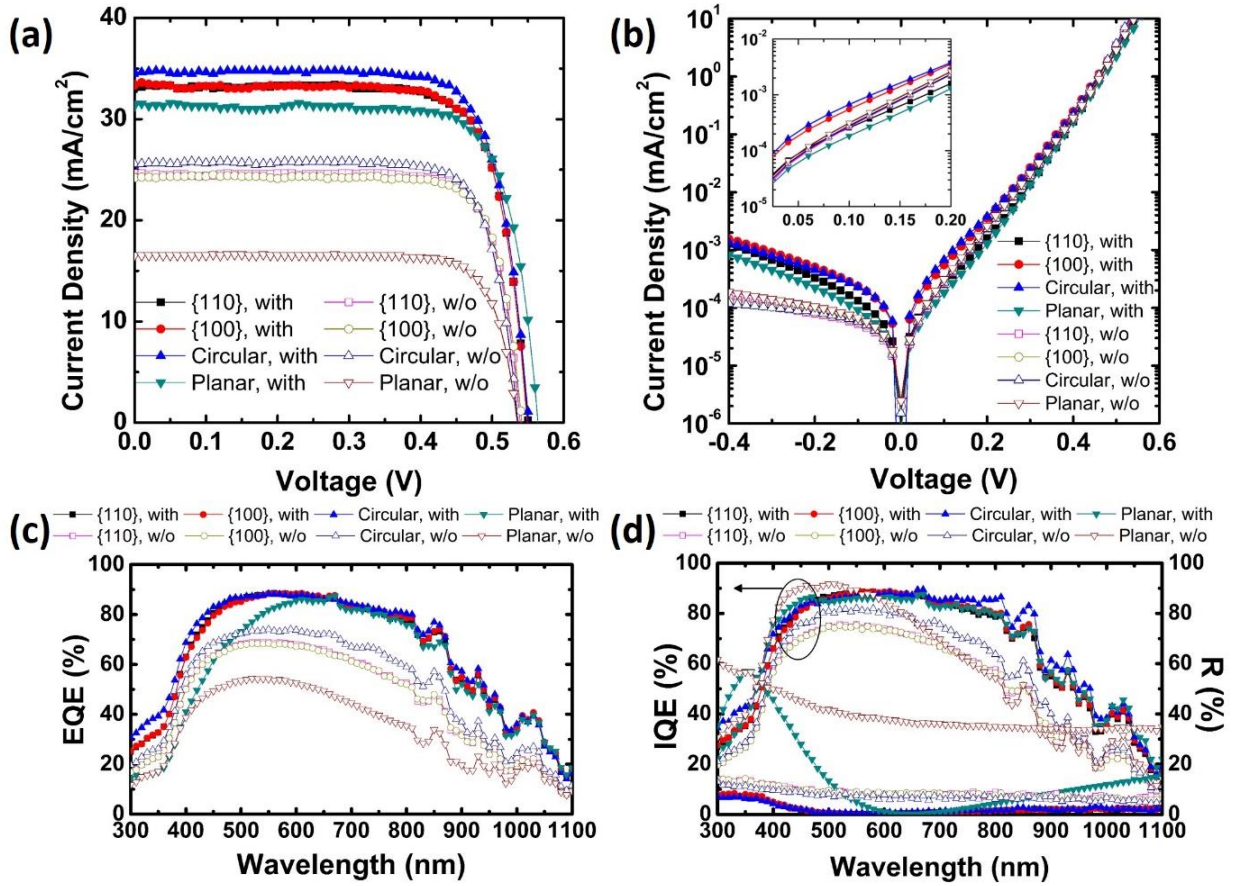 (a)
40
35
30
25
20
15
10
5
0
Current Density (mA/cm²)
{110}, with
{100}, with
Circular, with
Planar, with
{110}, w/o
{100}, w/o
Circular, w/o
Planar, w/o
0.0 0.1 0.2 0.3 0.4 0.5 0.6
Voltage (V)
(b)
10¹
10⁰
10⁻¹
10⁻²
10⁻³
10⁻⁴
10⁻⁵
10⁻⁶
Current Density (mA/cm²)
10⁻²
10⁻³
10⁻⁴
10⁻⁵
0.05 0.10 0.15 0.20
{110}, with
{100}, with
Circular, with
Planar, with
{110}, w/o
{100}, w/o
Circular, w/o
Planar, w/o
-0.4 -0.2 0.0 0.2 0.4 0.6
Voltage (V)
(c)
{110}, with {100}, with Circular, with Planar, with
{110}, w/o {100}, w/o Circular, w/o Planar, w/o
100
80
60
40
20
0
EQE (%)
300 400 500 600 700 800 900 1000 1100
Wavelength (nm)
(d)
{110}, with {100}, with Circular, with Planar, with
{110}, w/o {100}, w/o Circular, w/o Planar, w/o
100
80
60
40
20
0
IQE (%)
100
80
60
40
20
0
R (%)
300 400 500 600 700 800 900 1000 1100
Wavelength (nm)